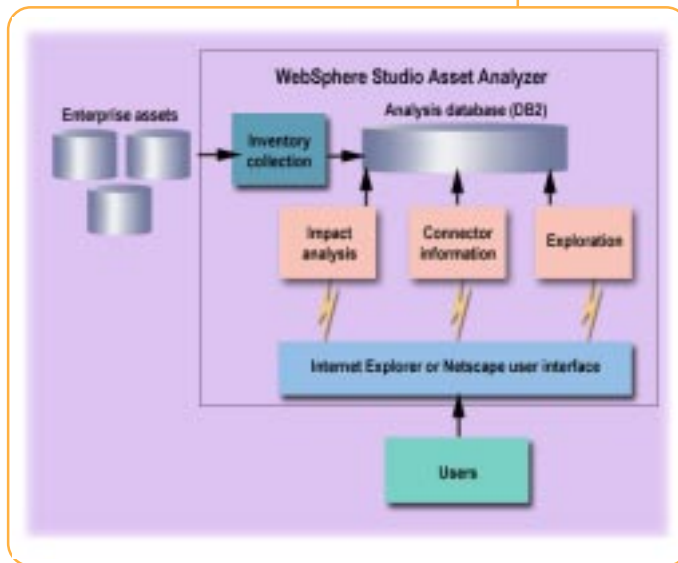 WebSphere Studio Asset Analyzer
Enterprise assets
Analysis database (DB2)
Inventory
collection
Impact
analysis
Connector
information
Exploration
Internet Explorer or Netscape user interface
Users